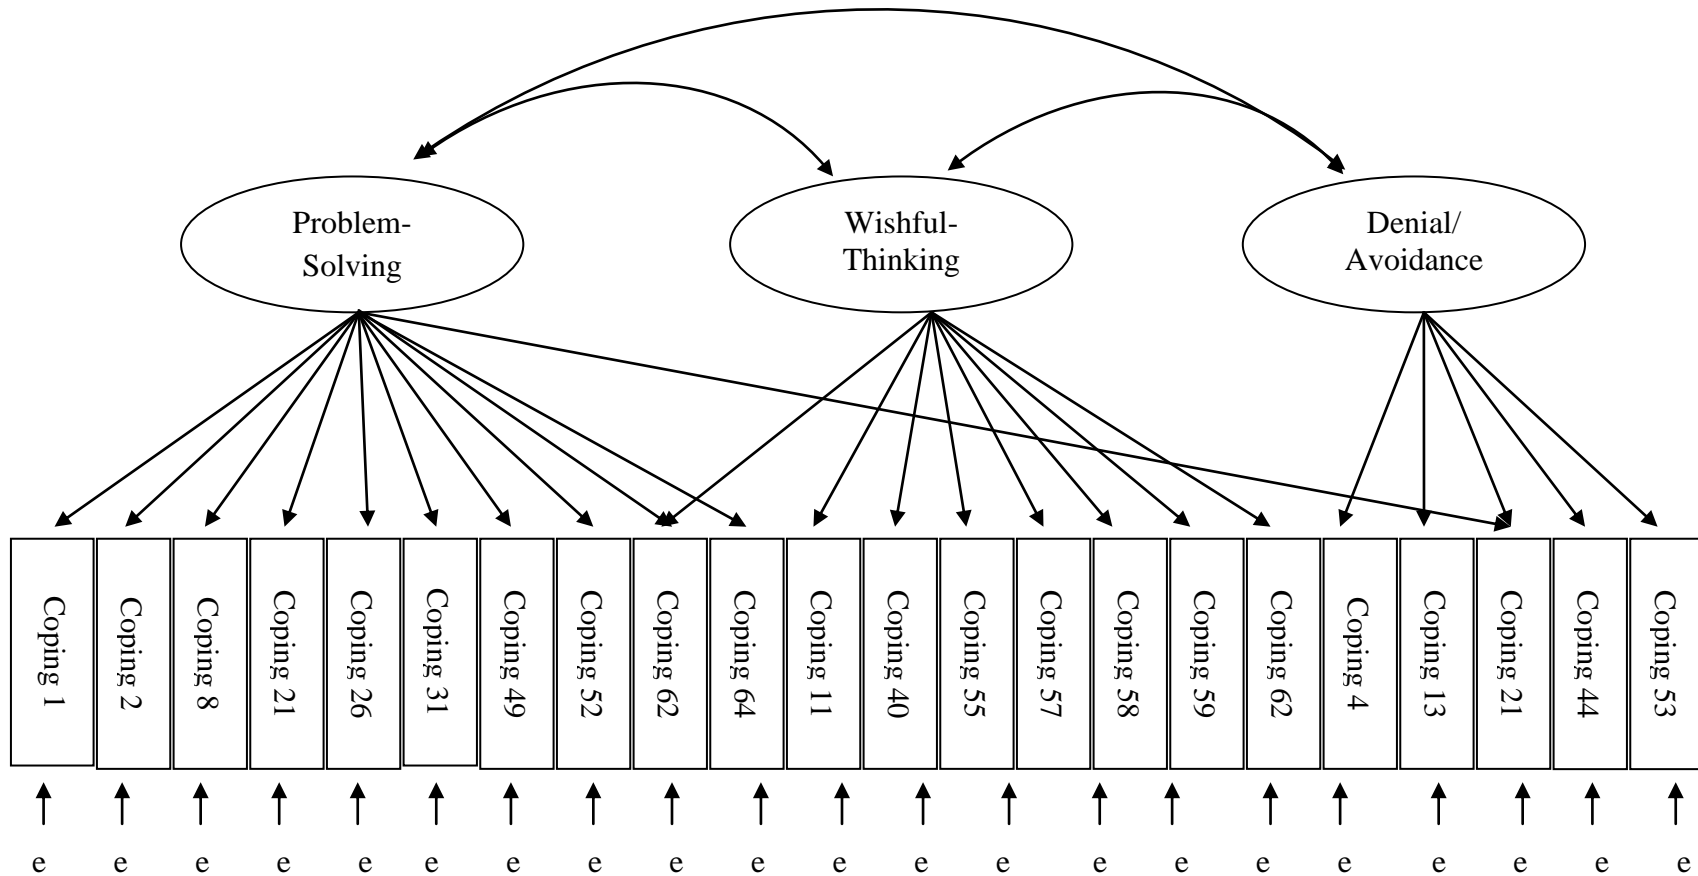 Problem-
Solving
Wishful-
Thinking
Denial/
Avoidance
Coping 1
Coping 2
Coping 8
Coping 21
Coping 26
Coping 31
Coping 49
Coping 52
Coping 62
Coping 64
Coping 11
Coping 40
Coping 55
Coping 57
Coping 58
Coping 59
Coping 62
Coping 4
Coping 13
Coping 21
Coping 44
Coping 53
e e e e e e e e e e e e e e e e e e e e e e